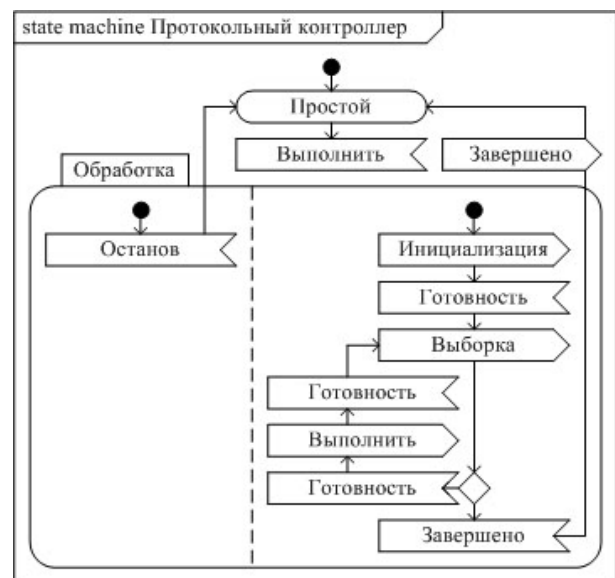 state machine Протокольный контроллер
Простой
Выполнить
Завершено
Обработка
Останов
Инициализация
Готовность
Выборка
Готовность
Выполнить
Готовность
Завершено